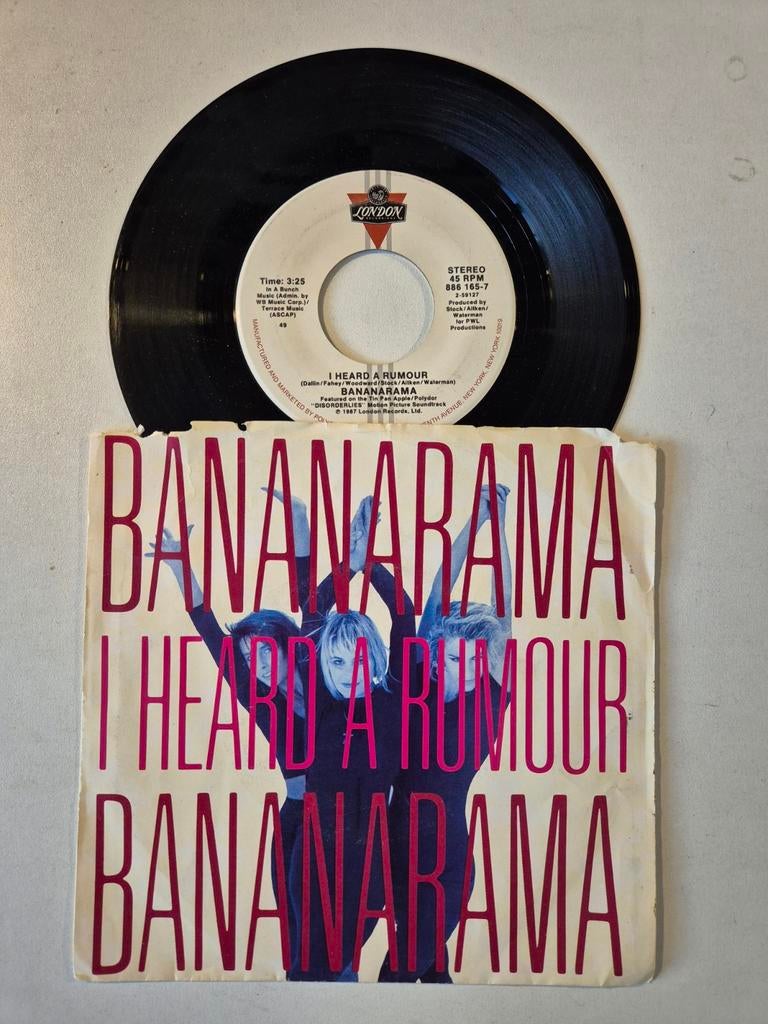 LONDON
RECORDINGS
Time: 3:25
In A Bunch
Music (Admin. by
WB Music Corp.)/
Terrace Music
(ASCAP)
49
STEREO
45 RPM
886 165-7
2-59127
Produced by
Stock/Aitken/
Waterman
for PWL
Productions
I HEARD A RUMOUR
(Dallin/Fahey/Woodward/Stock/Aitken/Waterman)
BANANARAMA
Featured on the Tin Pan Apple/Polydor
"DISORDERLIES" Motion Picture Soundtrack
℗ 1987 London Records, Ltd.
MANUFACTURED AND MARKETED BY
AVENUE, NEW YORK, NEW YORK 10019
BANANARAMA
I HEARD A RUMOUR
BANANARAMA